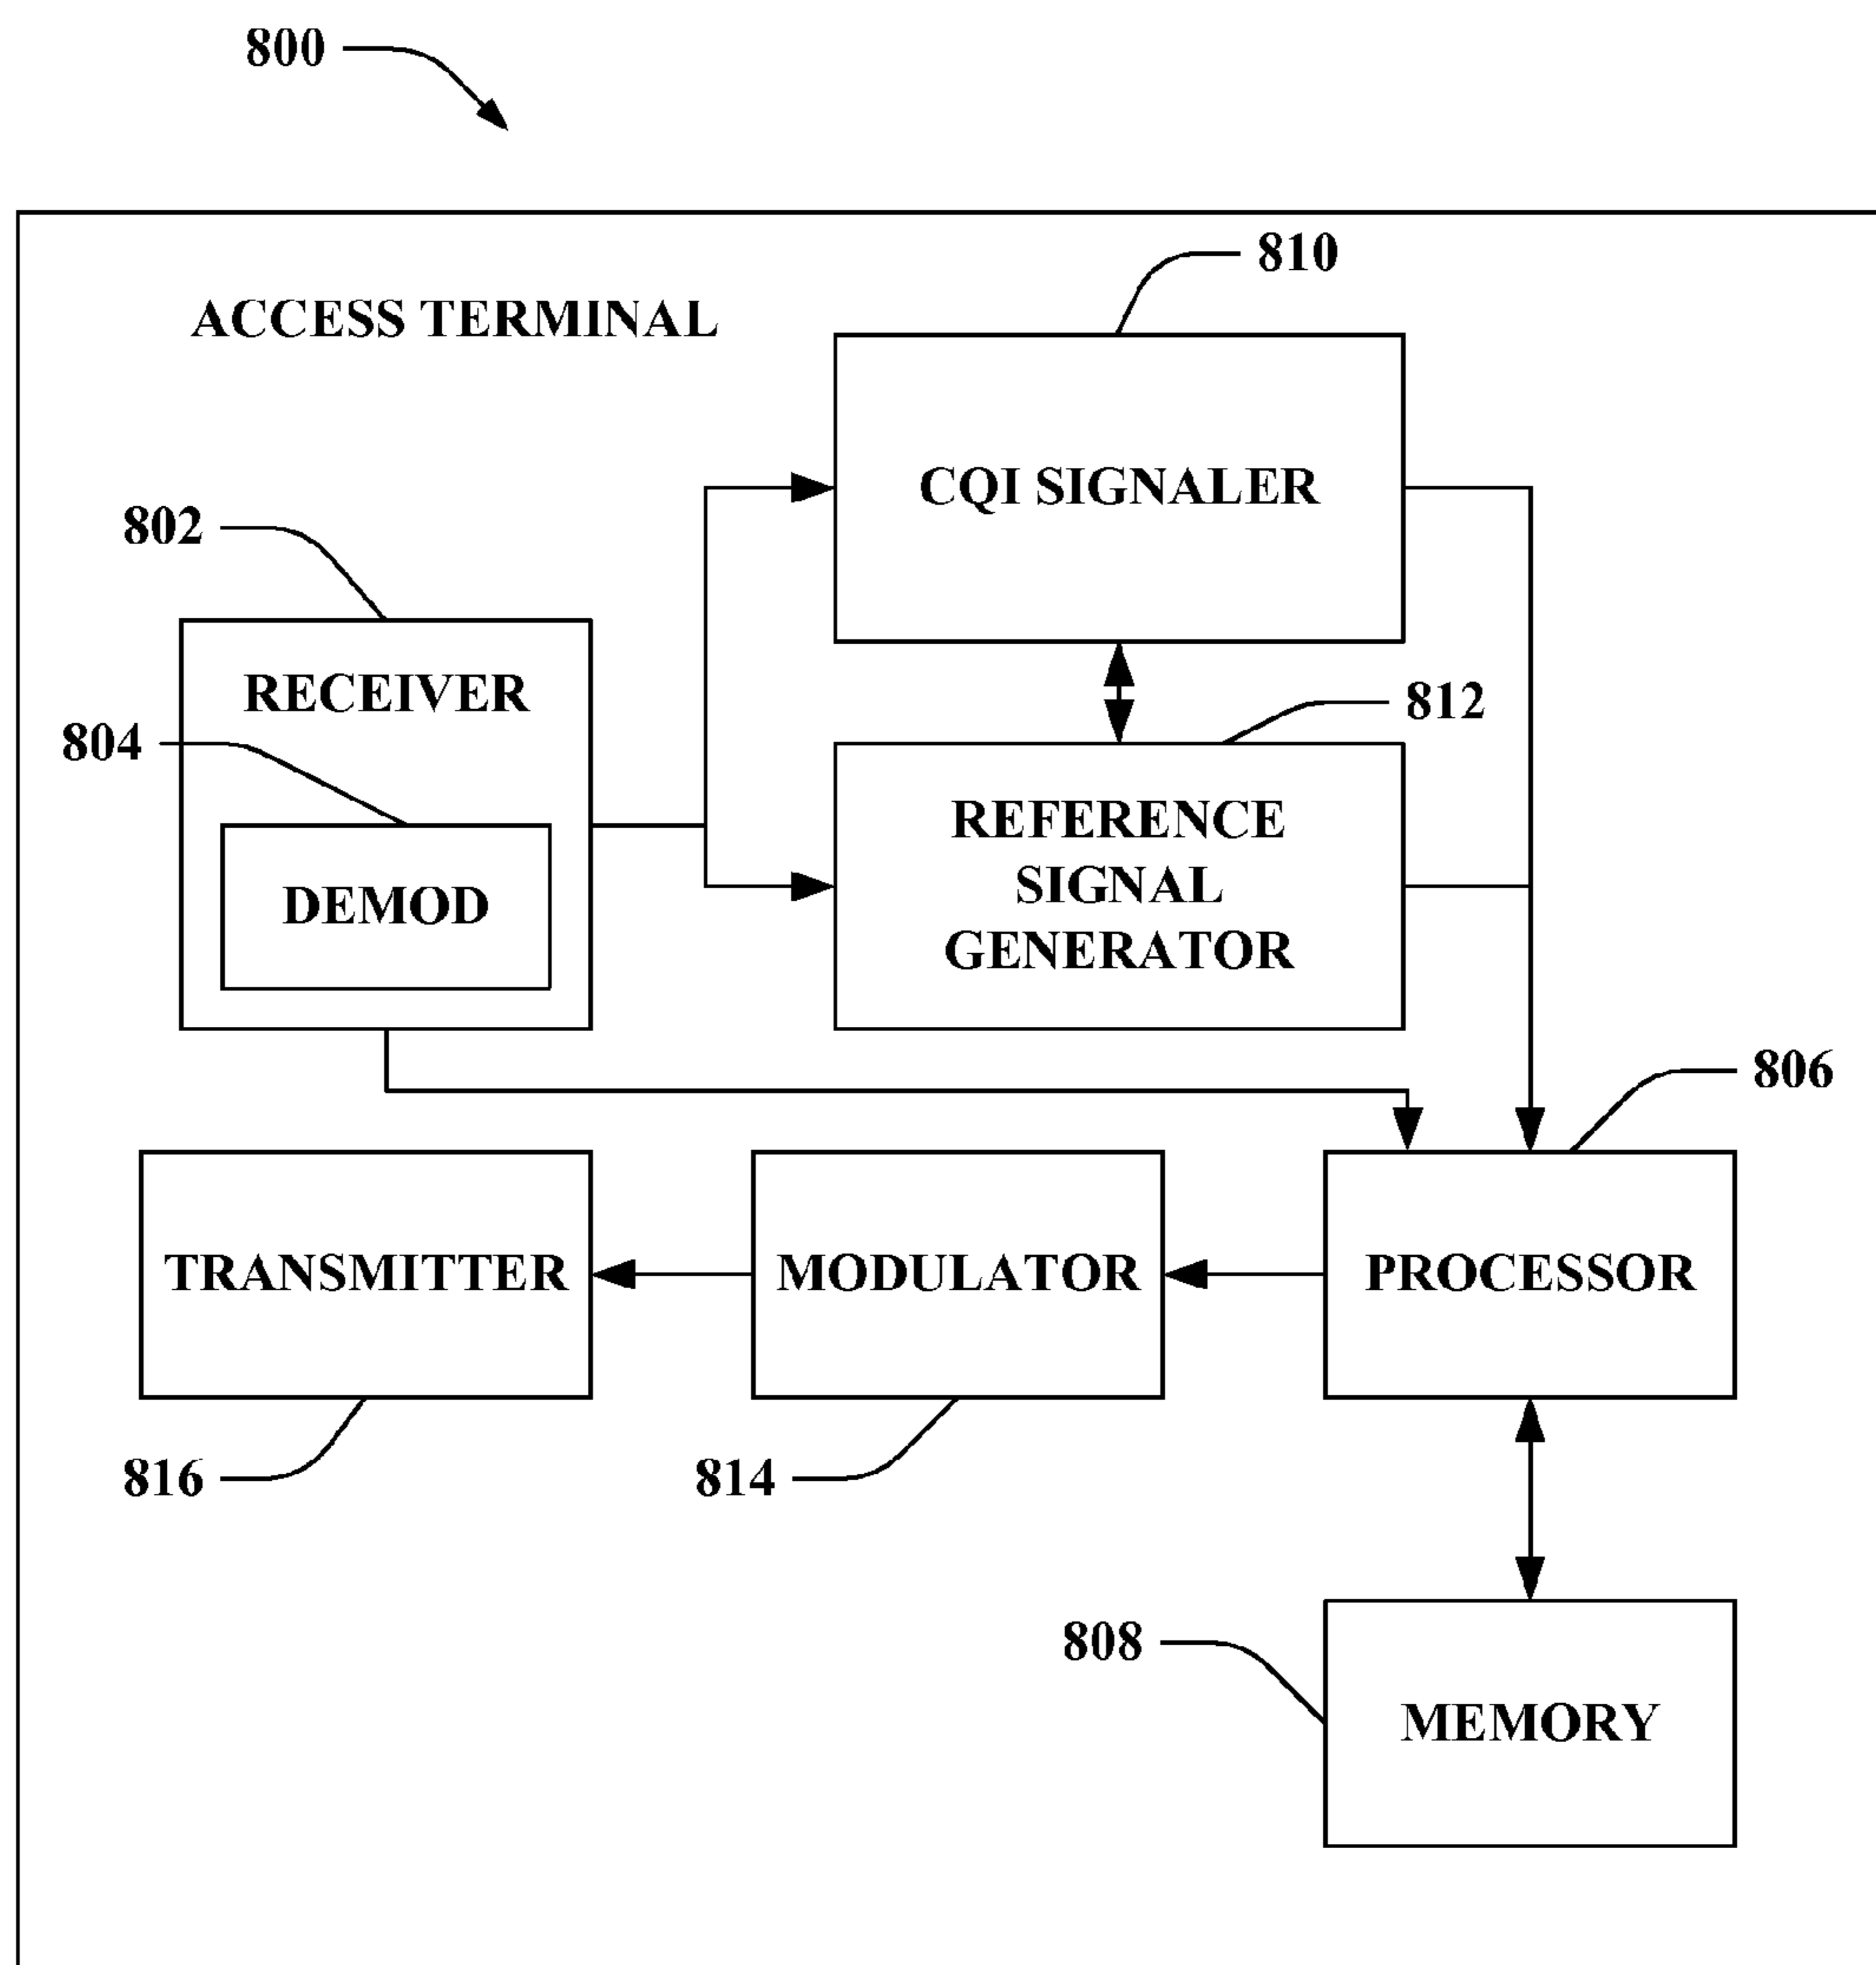 800
810
ACCESS TERMINAL
CQI SIGNALER
802
RECEIVER
812
804
REFERENCE
SIGNAL
GENERATOR
DEMOD
806
TRANSMITTER
MODULATOR
PROCESSOR
816
814
808
MEMORY